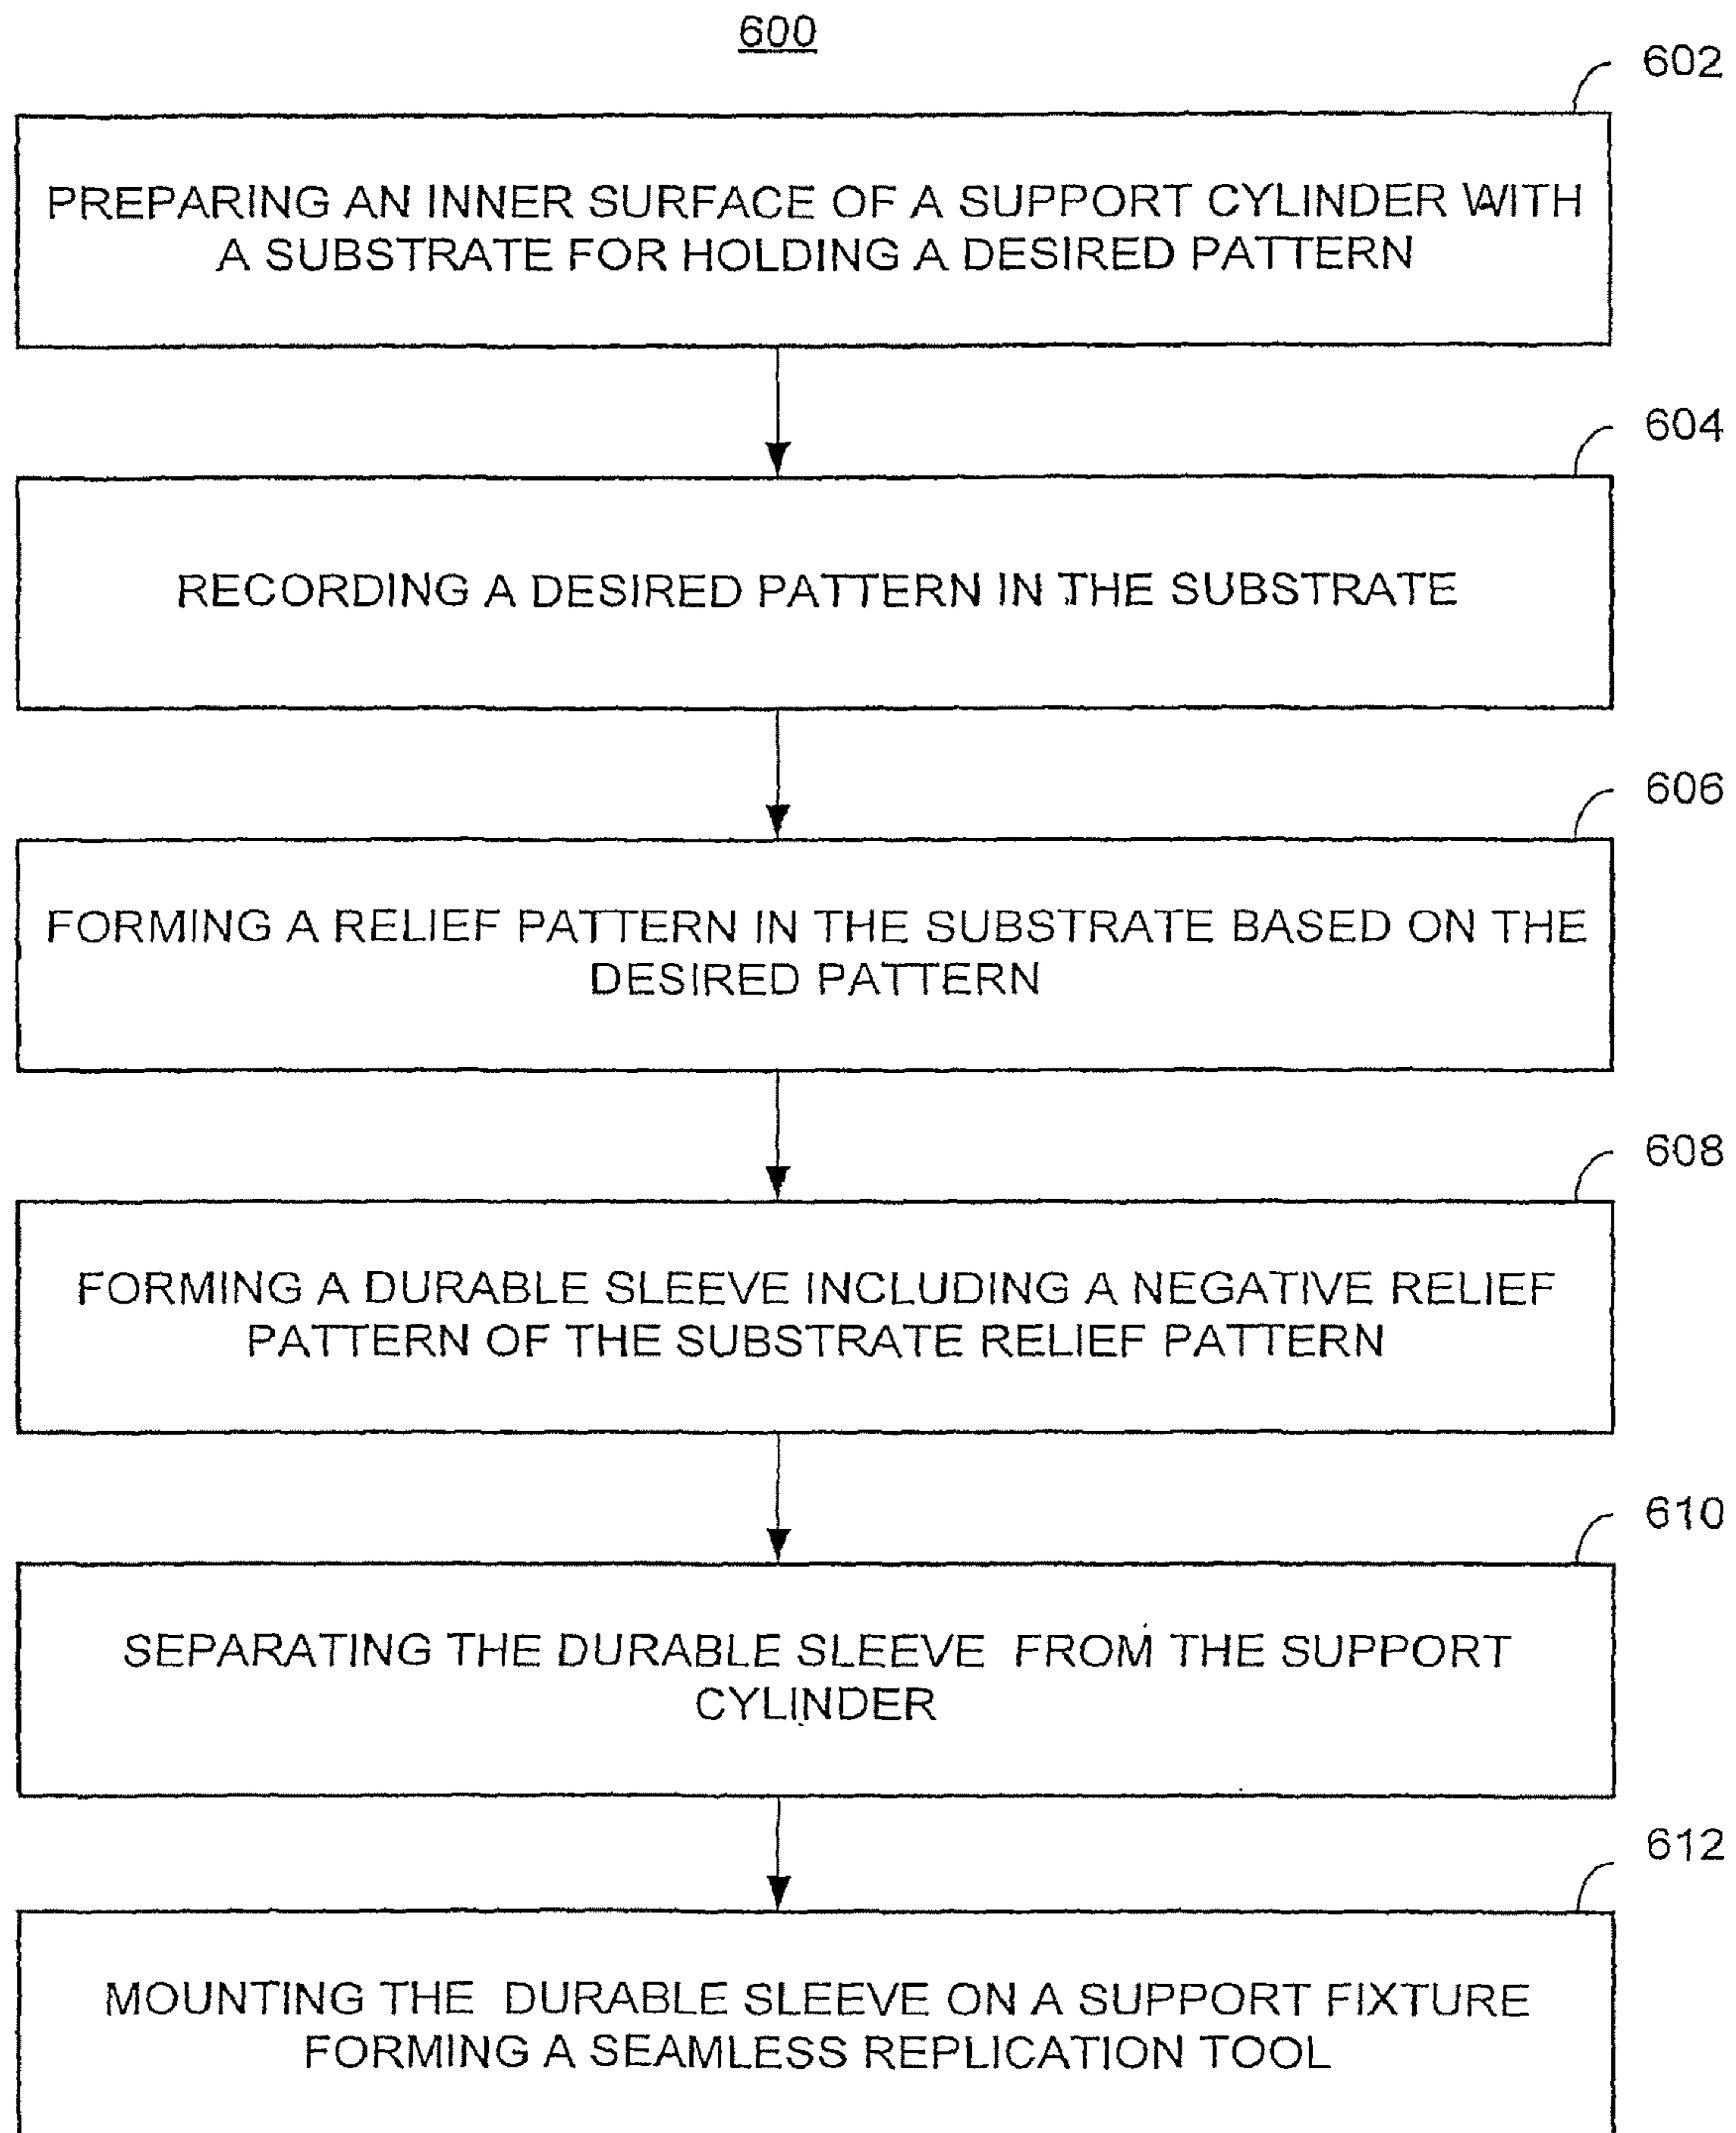 600
602
PREPARING AN INNER SURFACE OF A SUPPORT CYLINDER WITH
A SUBSTRATE FOR HOLDING A DESIRED PATTERN
604
RECORDING A DESIRED PATTERN IN THE SUBSTRATE
606
FORMING A RELIEF PATTERN IN THE SUBSTRATE BASED ON THE
DESIRED PATTERN
608
FORMING A DURABLE SLEEVE INCLUDING A NEGATIVE RELIEF
PATTERN OF THE SUBSTRATE RELIEF PATTERN
610
SEPARATING THE DURABLE SLEEVE FROM THE SUPPORT
CYLINDER
612
MOUNTING THE DURABLE SLEEVE ON A SUPPORT FIXTURE
FORMING A SEAMLESS REPLICATION TOOL